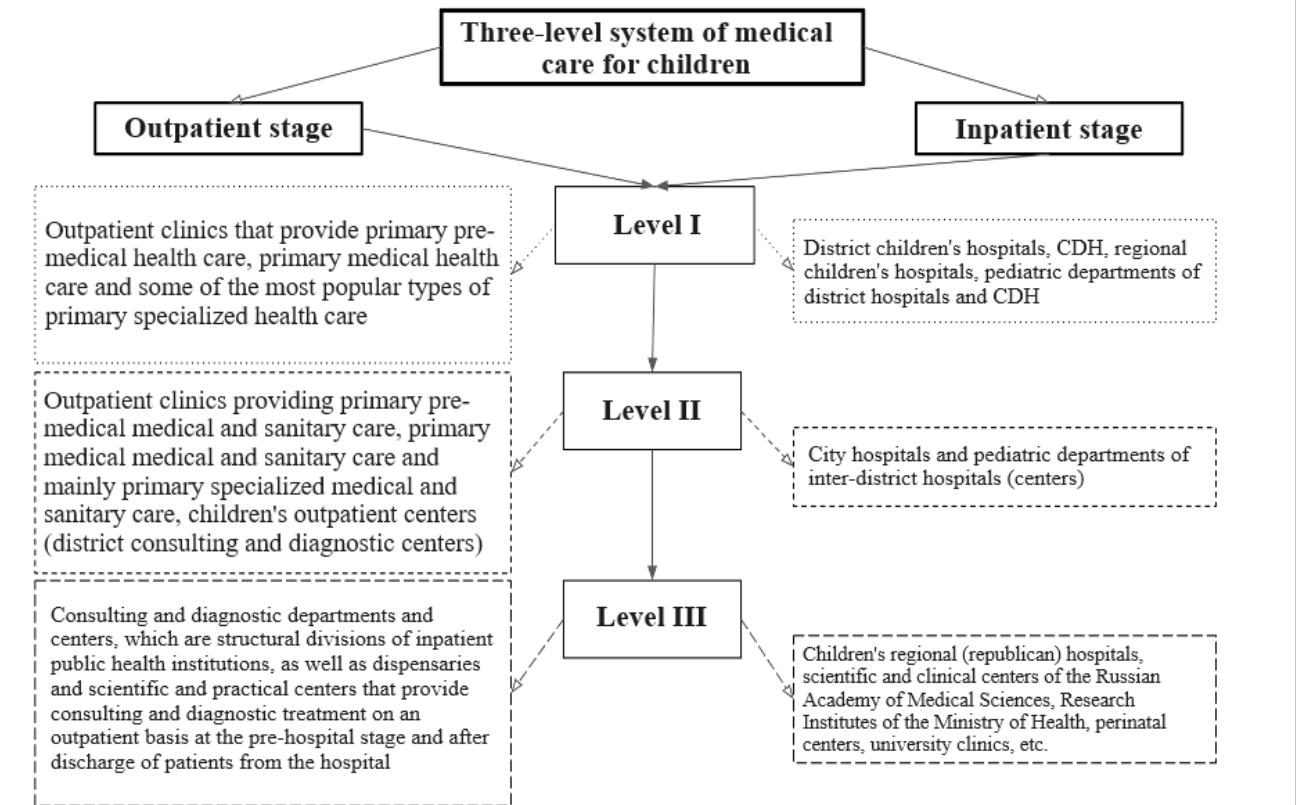 Three-level system of medical
care for children
Outpatient stage
Inpatient stage
Level I
Outpatient clinics that provide primary pre-
medical health care, primary medical health
care and some of the most popular types of
primary specialized health care
District children's hospitals, CDH, regional
children's hospitals, pediatric departments of
district hospitals and CDH
Level II
Outpatient clinics providing primary pre-
medical medical and sanitary care, primary
medical medical and sanitary care and
mainly primary specialized medical and
sanitary care, children's outpatient centers
(district consulting and diagnostic centers)
City hospitals and pediatric departments of
inter-district hospitals (centers)
Level III
Consulting and diagnostic departments and
centers, which are structural divisions of inpatient
public health institutions, as well as dispensaries
and scientific and practical centers that provide
consulting and diagnostic treatment on an
outpatient basis at the pre-hospital stage and after
discharge of patients from the hospital
Children's regional (republican) hospitals,
scientific and clinical centers of the Russian
Academy of Medical Sciences, Research
Institutes of the Ministry of Health, perinatal
centers, university clinics, etc.